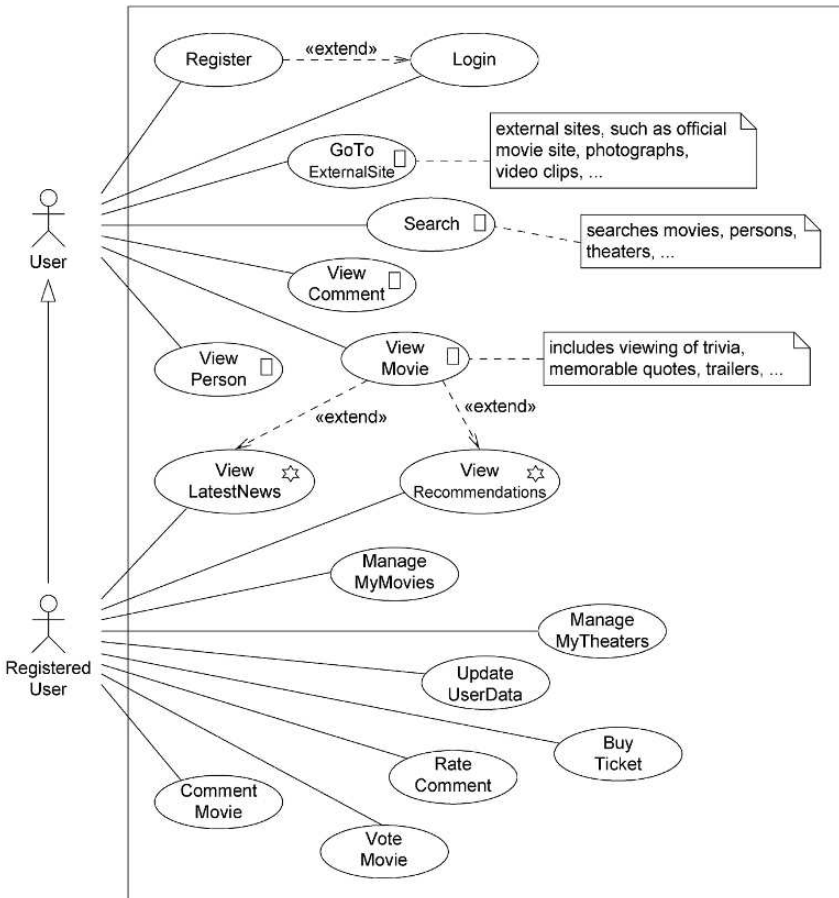 Register
«extend»
Login
GoTo
ExternalSite
external sites, such as official
movie site, photographs,
video clips, ...
Search
searches movies, persons,
theaters, ...
User
View
Comment
View
Person
View
Movie
includes viewing of trivia,
memorable quotes, trailers, ...
«extend»
«extend»
View
LatestNews
View
Recommendations
Manage
MyMovies
Registered
User
Manage
MyTheaters
Update
UserData
Buy
Ticket
Rate
Comment
Comment
Movie
Vote
Movie